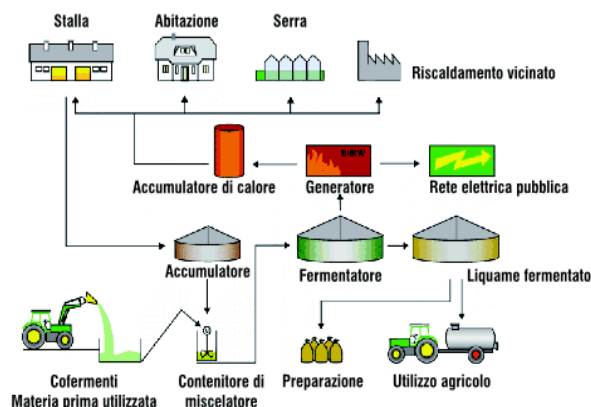 Stalla
Abitazione
Serra
Riscaldamento vicinato
BHKW
Accumulatore di calore
Generatore
Rete elettrica pubblica
Accumulatore
Fermentatore
Liquame fermentato
Cofermenti
Materia prima utilizzata
Contenitore di
miscelatore
Preparazione
Utilizzo agricolo